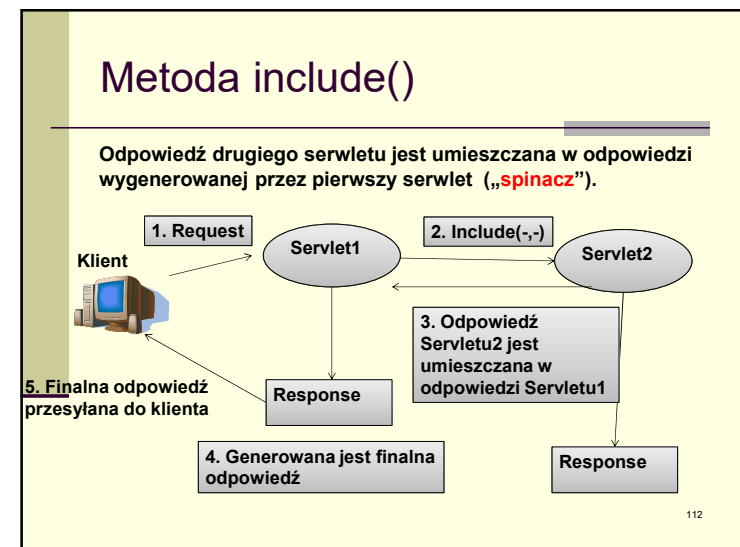 Metoda include()
Odpowiedź drugiego serwletu jest umieszczana w odpowiedzi
wygenerowanej przez pierwszy serwlet („spinacz”).
1. Request
2. Include(-,-)
Klient
Servlet1
Servlet2
3. Odpowiedź
Servletu2 jest
umieszczana w
odpowiedzi Servletu1
5. Finalna odpowiedź
przesyłana do klienta
Response
4. Generowana jest finalna
odpowiedź
Response
112